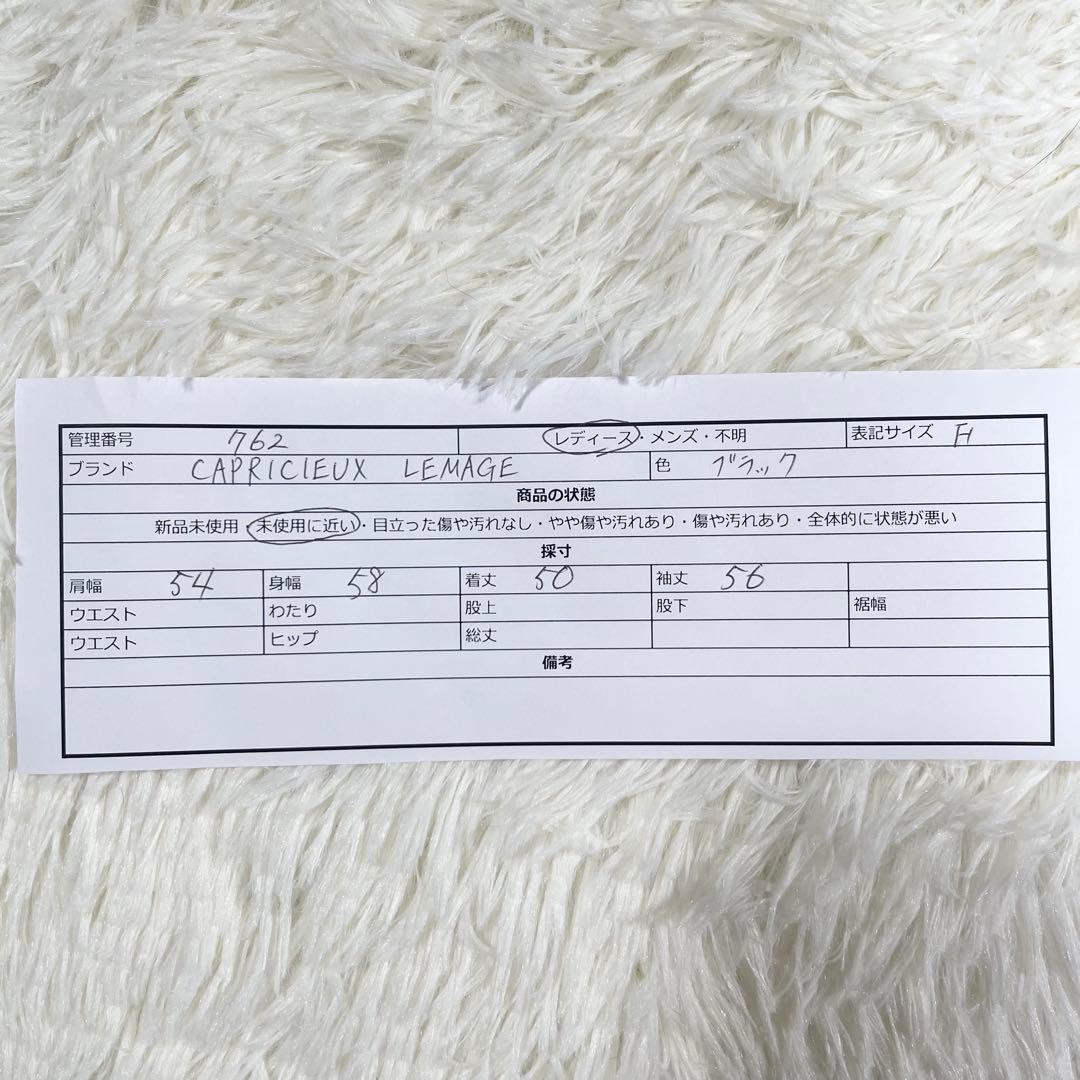 管理番号 762 レディース・メンズ・不明 表記サイズ F
ブランド CAPRICIEUX LEMAGE 色 ブラック
商品の状態
新品未使用・未使用に近い・目立った傷や汚れなし・やや傷や汚れあり・傷や汚れあり・全体的に状態が悪い
採寸
肩幅 54 身幅 58 着丈 50 袖丈 56
ウエスト わたり 股上 股下 裾幅
ウエスト ヒップ 総丈
備考